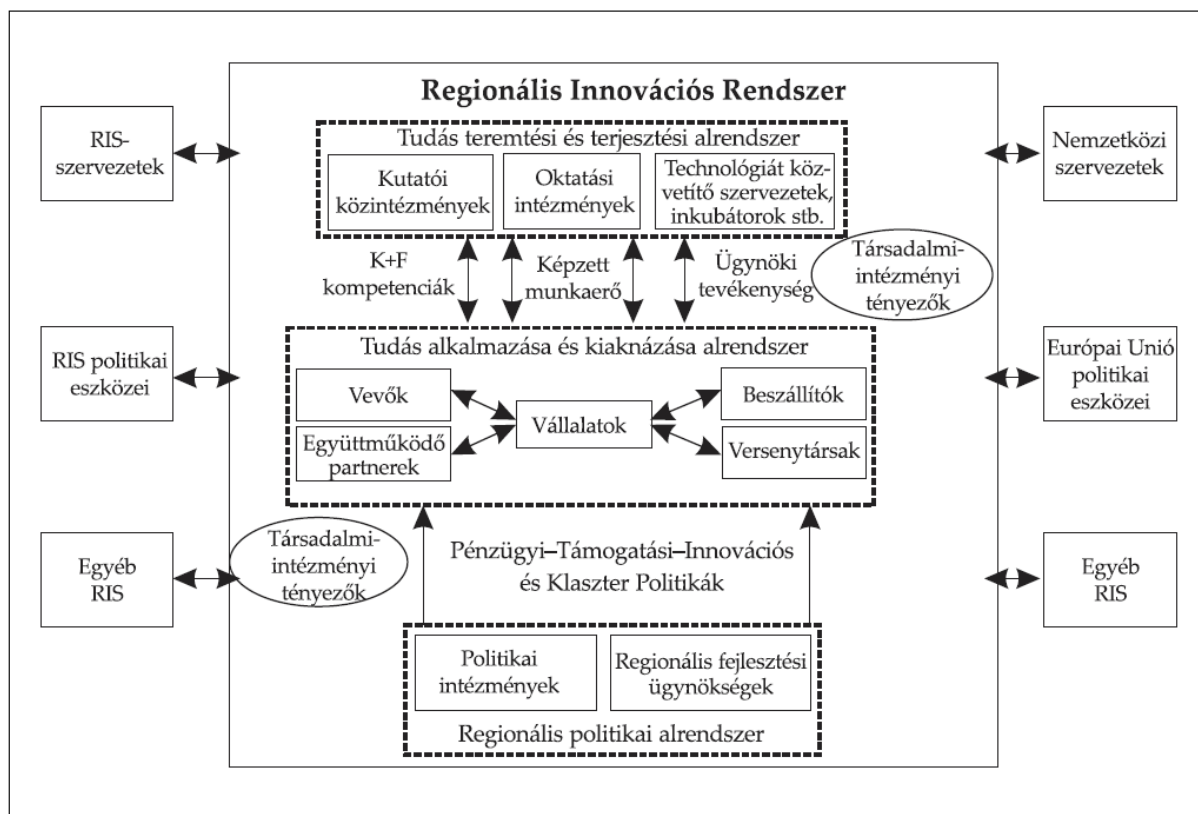 Regionális Innovációs Rendszer
Tudás teremtési és terjesztési alrendszer
RIS-
szervezetek
Kutatói
közintézmények
Oktatási
intézmények
Technológiát köz-
vetítő szervezetek,
inkubátorok stb.
Nemzetközi
szervezetek
K+F
kompetenciák
Képzett
munkaerő
Ügynöki
tevékenység
Társadalmi-
intézményi
tényezők
Tudás alkalmazása és kiaknázása alrendszer
RIS politikai
eszközei
Vevők
Együttműködő
partnerek
Vállalatok
Beszállítók
Versenytársak
Európai Unió
politikai
eszközei
Egyéb
RIS
Társadalmi-
intézményi
tényezők
Pénzügyi–Támogatási–Innovációs
és Klaszter Politikák
Egyéb
RIS
Politikai
intézmények
Regionális fejlesztési
ügynökségek
Regionális politikai alrendszer